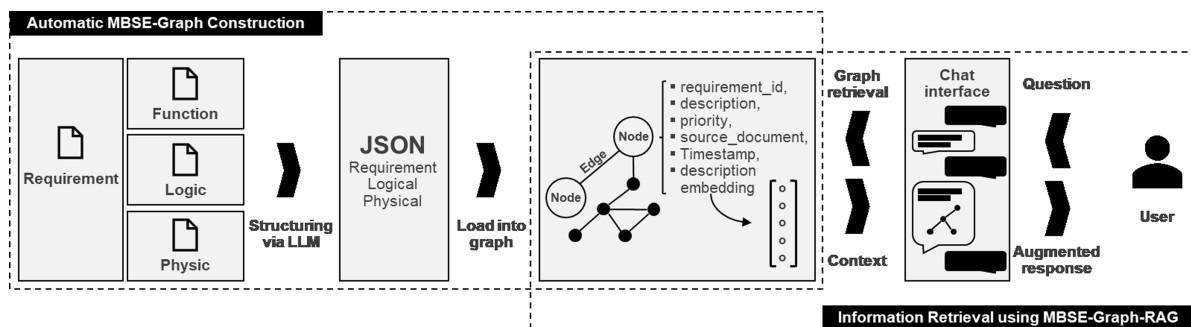 Automatic MBSE-Graph Construction
Requirement
Function
Logic
Physic
Structuring
via LLM
JSON
Requirement
Logical
Physical
Load into
graph
Node
Edge
Node
requirement_id,
description,
priority,
source_document,
Timestamp,
description
embedding
Graph
retrieval
Context
Chat
interface
Question
Augmented
response
User
Information Retrieval using MBSE-Graph-RAG